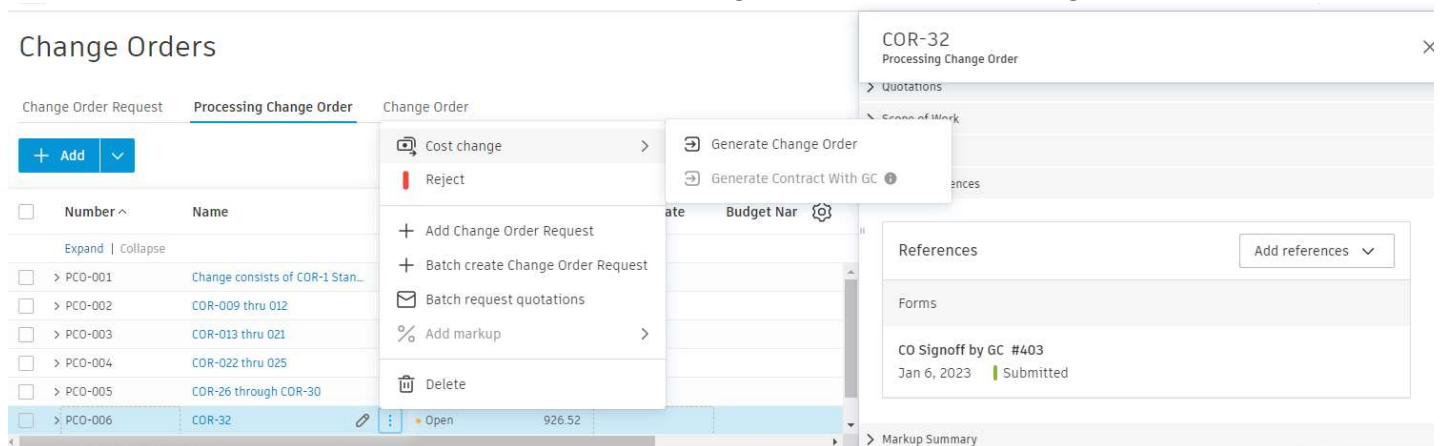 Change Orders
Change Order Request Processing Change Order Change Order
+ Add
Number Name ate Budget Nar
Expand | Collapse
PCO-001 Change consists of COR-1 Stan...
PCO-002 COR-009 thru 012
PCO-003 COR-013 thru 021
PCO-004 COR-022 thru 025
PCO-005 COR-26 through COR-30
PCO-006 COR-32 Open 926.52
Cost change
Reject
+ Add Change Order Request
+ Batch create Change Order Request
Batch request quotations
% Add markup
Delete
Generate Change Order
Generate Contract With GC
COR-32
Processing Change Order
Quotations
Scope of Work
ences
References Add references
Forms
CO Signoff by GC #403
Jan 6, 2023 Submitted
Markup Summary